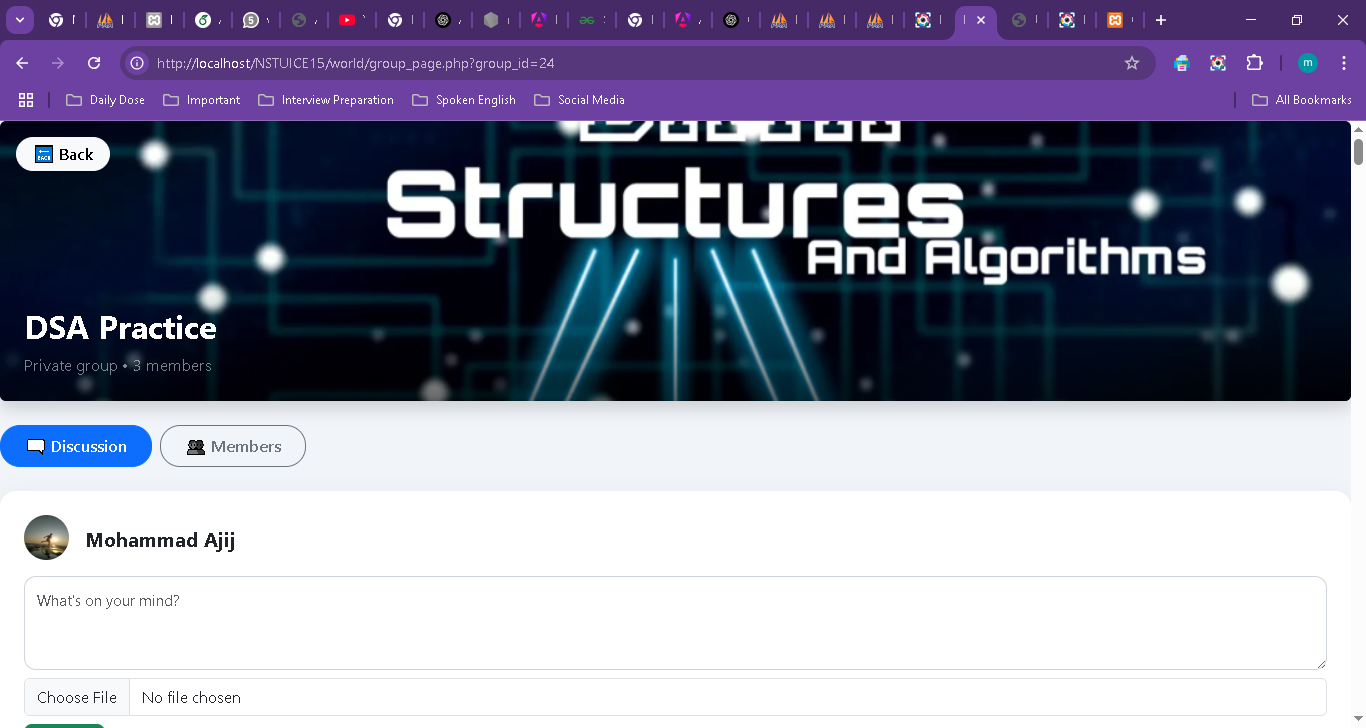 http://localhost/NSTUICE15/world/group_page.php?group_id=24
Daily Dose
Important
Interview Preparation
Spoken English
Social Media
All Bookmarks
Back
Structures
And Algorithms
DSA Practice
Private group • 3 members
Discussion
Members
Mohammad Ajij
What's on your mind?
Choose File
No file chosen